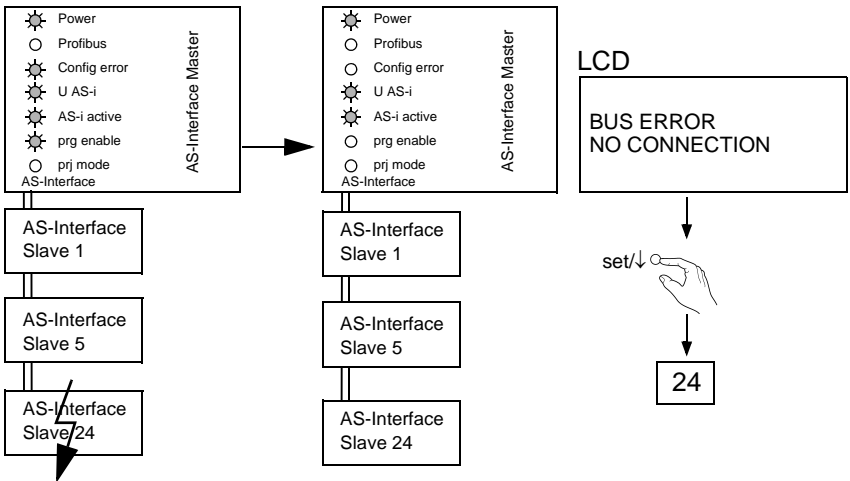 Power
Profibus
Config error
U AS-i
AS-i active
prg enable
prj mode
AS-Interface
AS-Interface Master
AS-Interface
Slave 1
AS-Interface
Slave 5
AS-Interface
Slave 24
Power
Profibus
Config error
U AS-i
AS-i active
prg enable
prj mode
AS-Interface
AS-Interface Master
AS-Interface
Slave 1
AS-Interface
Slave 5
AS-Interface
Slave 24
LCD
BUS ERROR
NO CONNECTION
set/↓
24